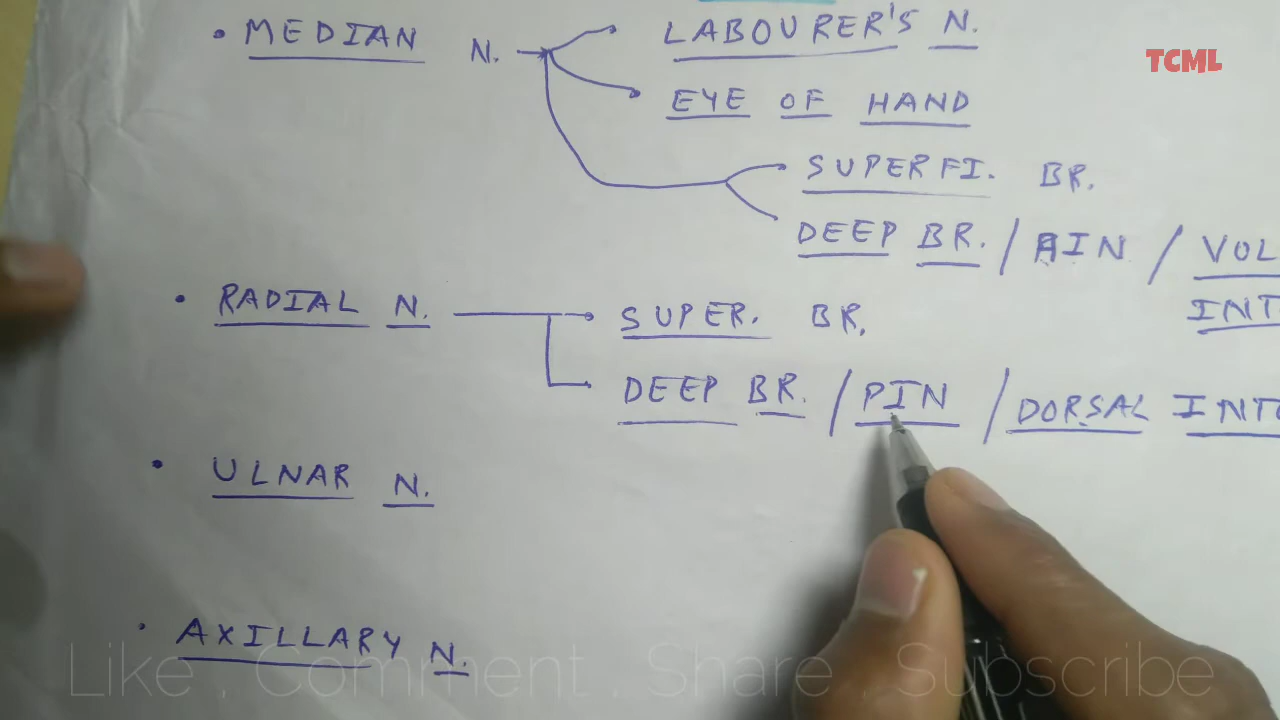 • MEDIAN N. LABOURER'S N.
TCML
EYE OF HAND
SUPERFI. BR.
DEEP BR. / AIN / VOL
INT
• RADIAL N. SUPER. BR.
DEEP BR. / PIN / DORSAL INTO
• ULNAR N.
• AXILLARY N.
Like . Comment . Share . Subscribe